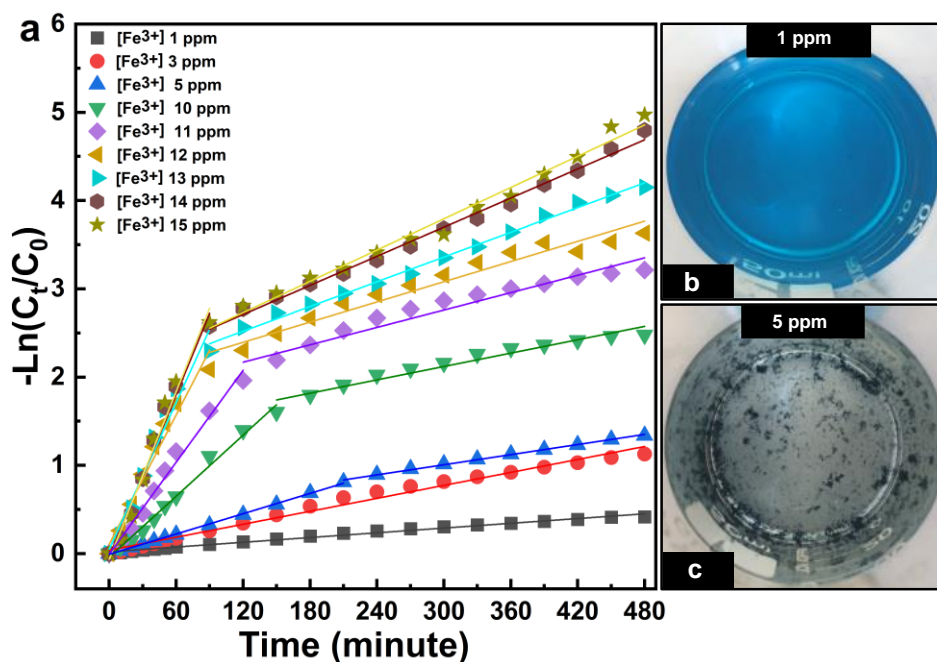 a
-Ln(Cₜ/C₀)
6
5
4
3
2
1
0
[Fe³⁺] 1 ppm
[Fe³⁺] 3 ppm
[Fe³⁺] 5 ppm
[Fe³⁺] 10 ppm
[Fe³⁺] 11 ppm
[Fe³⁺] 12 ppm
[Fe³⁺] 13 ppm
[Fe³⁺] 14 ppm
[Fe³⁺] 15 ppm
0 60 120 180 240 300 360 420 480
Time (minute)
1 ppm
b
5 ppm
c